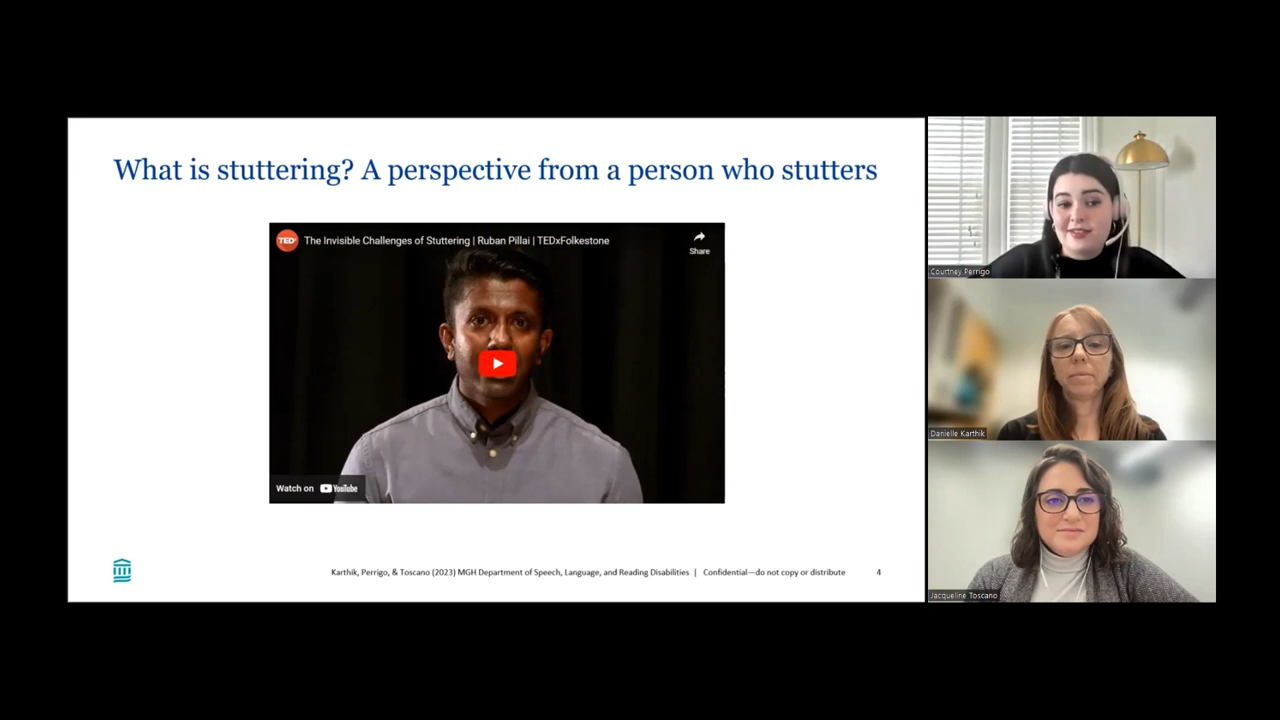 What is stuttering? A perspective from a person who stutters
TED
The Invisible Challenges of Stuttering | Ruban Pillai | TEDxFolkestone
Share
Watch on YouTube
Karthik, Perrigo, & Toscano (2023) MGH Department of Speech, Language, and Reading Disabilities | Confidential—do not copy or distribute 4
Courtney Perrigo
Danielle Karthik
Jacqueline Toscano